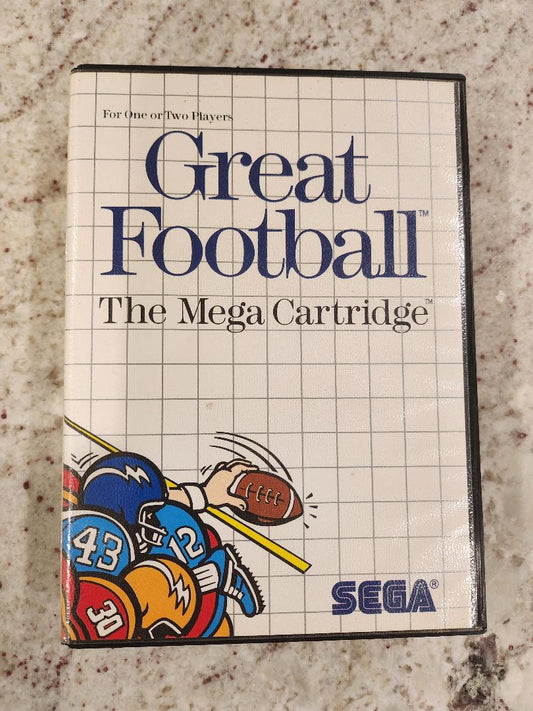 For One or Two Players
Great
Football™
The Mega Cartridge™
43
12
30
SEGA®